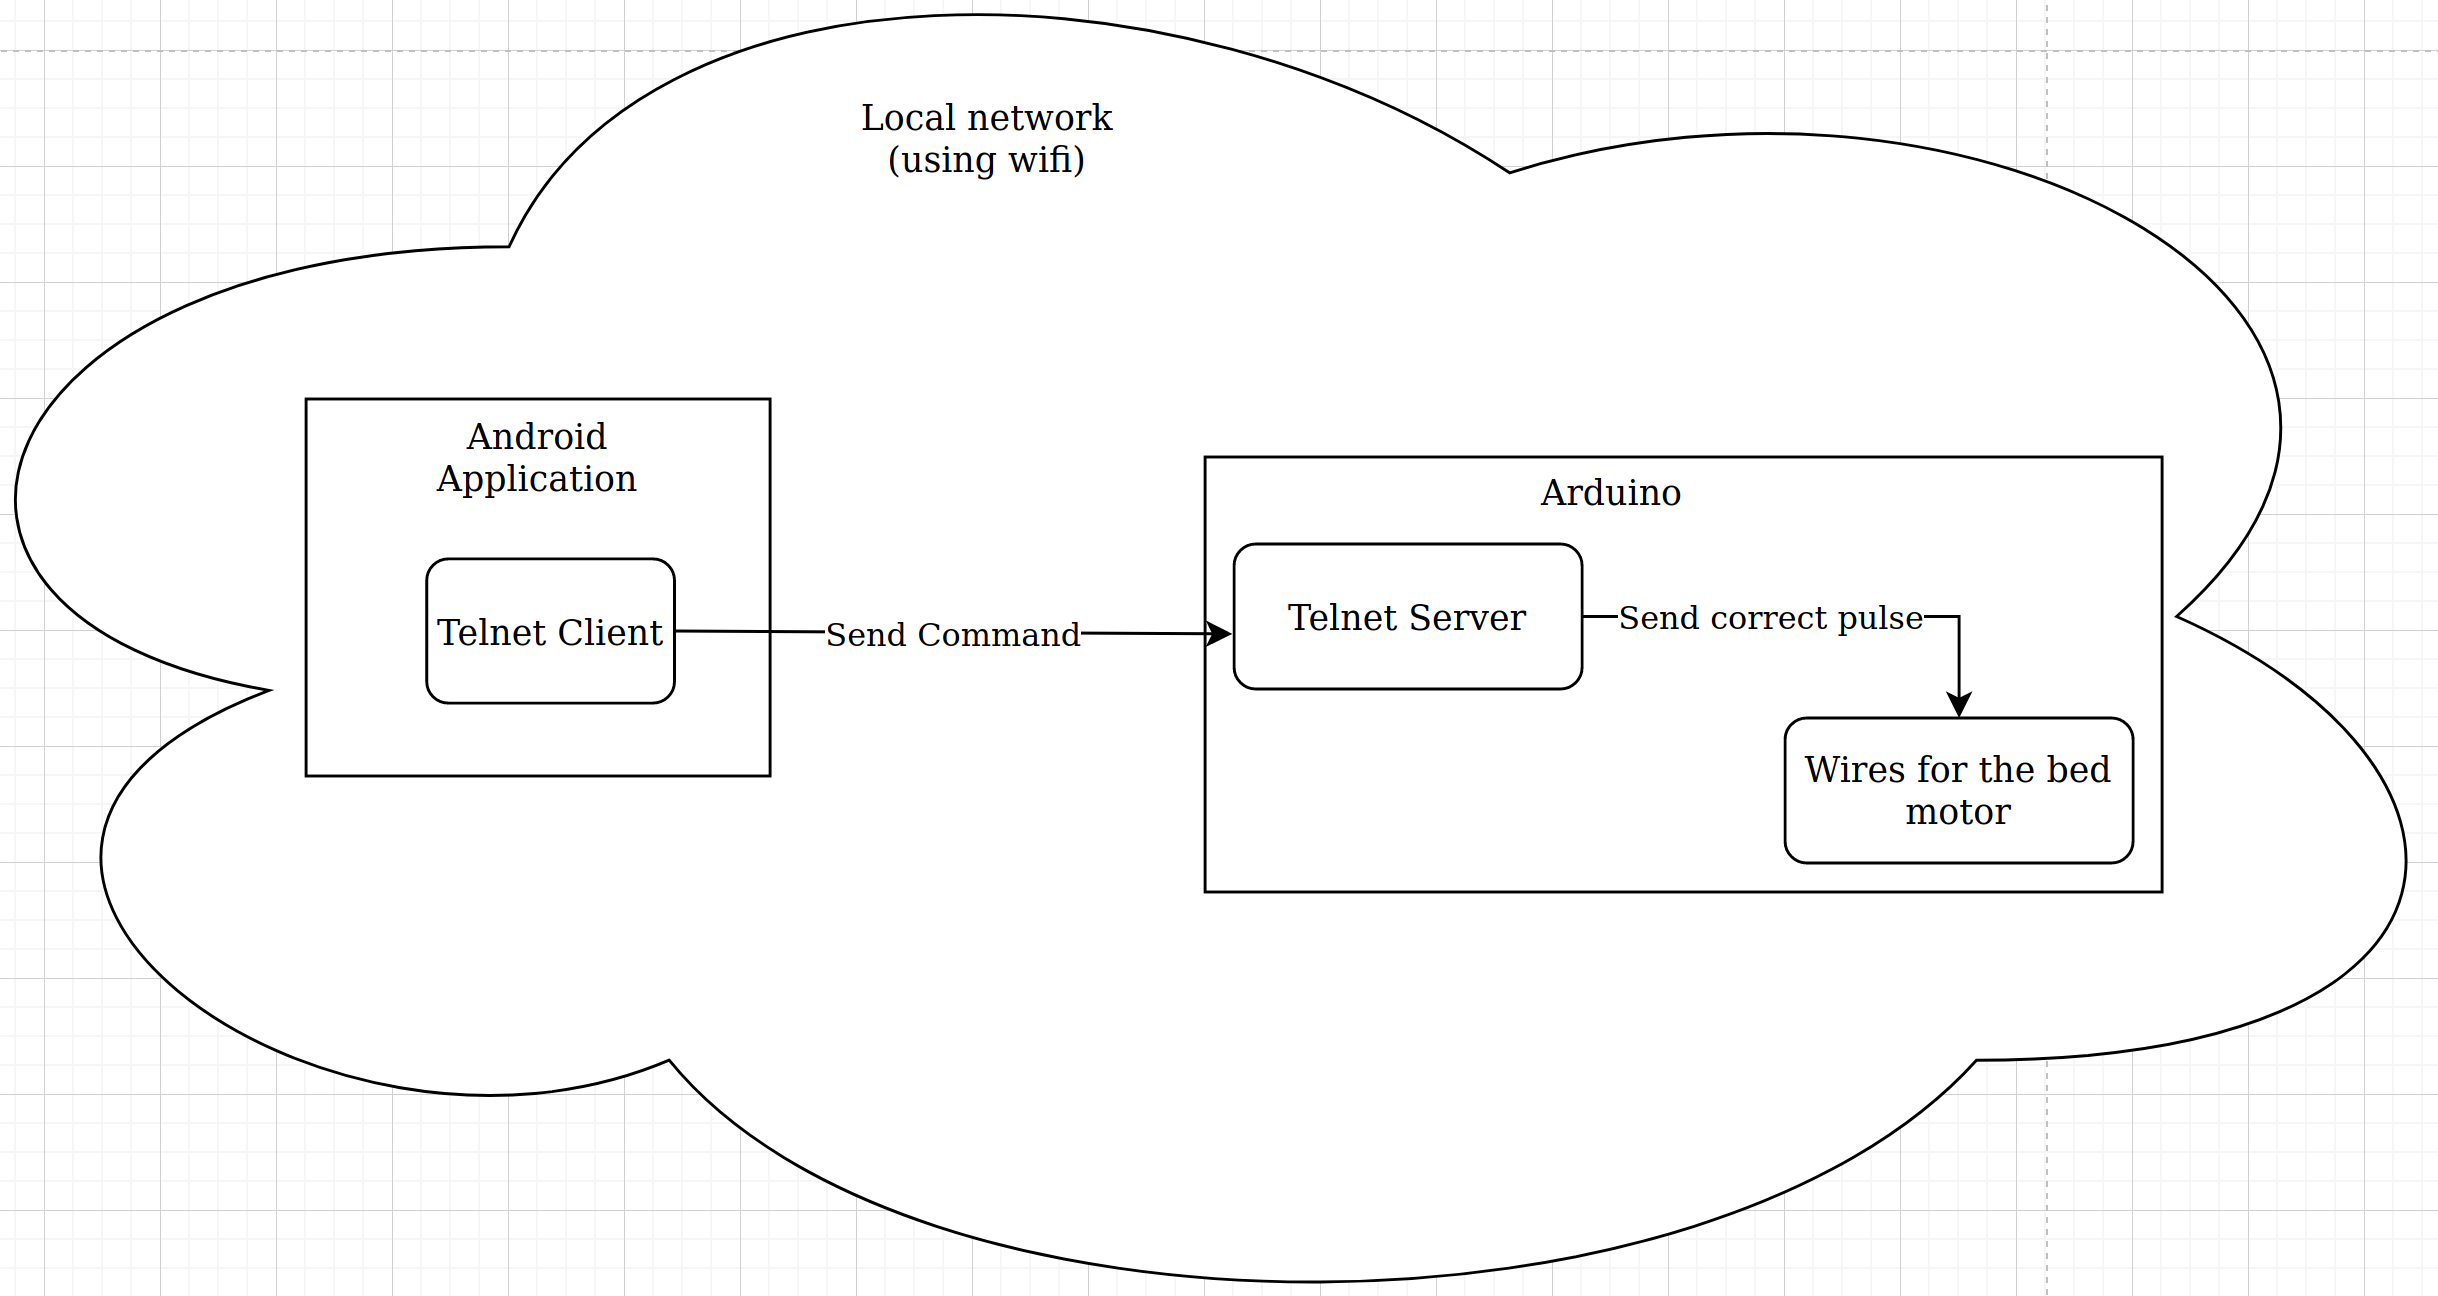 Local network
(using wifi)
Android
Application
Telnet Client
Send Command
Arduino
Telnet Server
Send correct pulse
Wires for the bed
motor